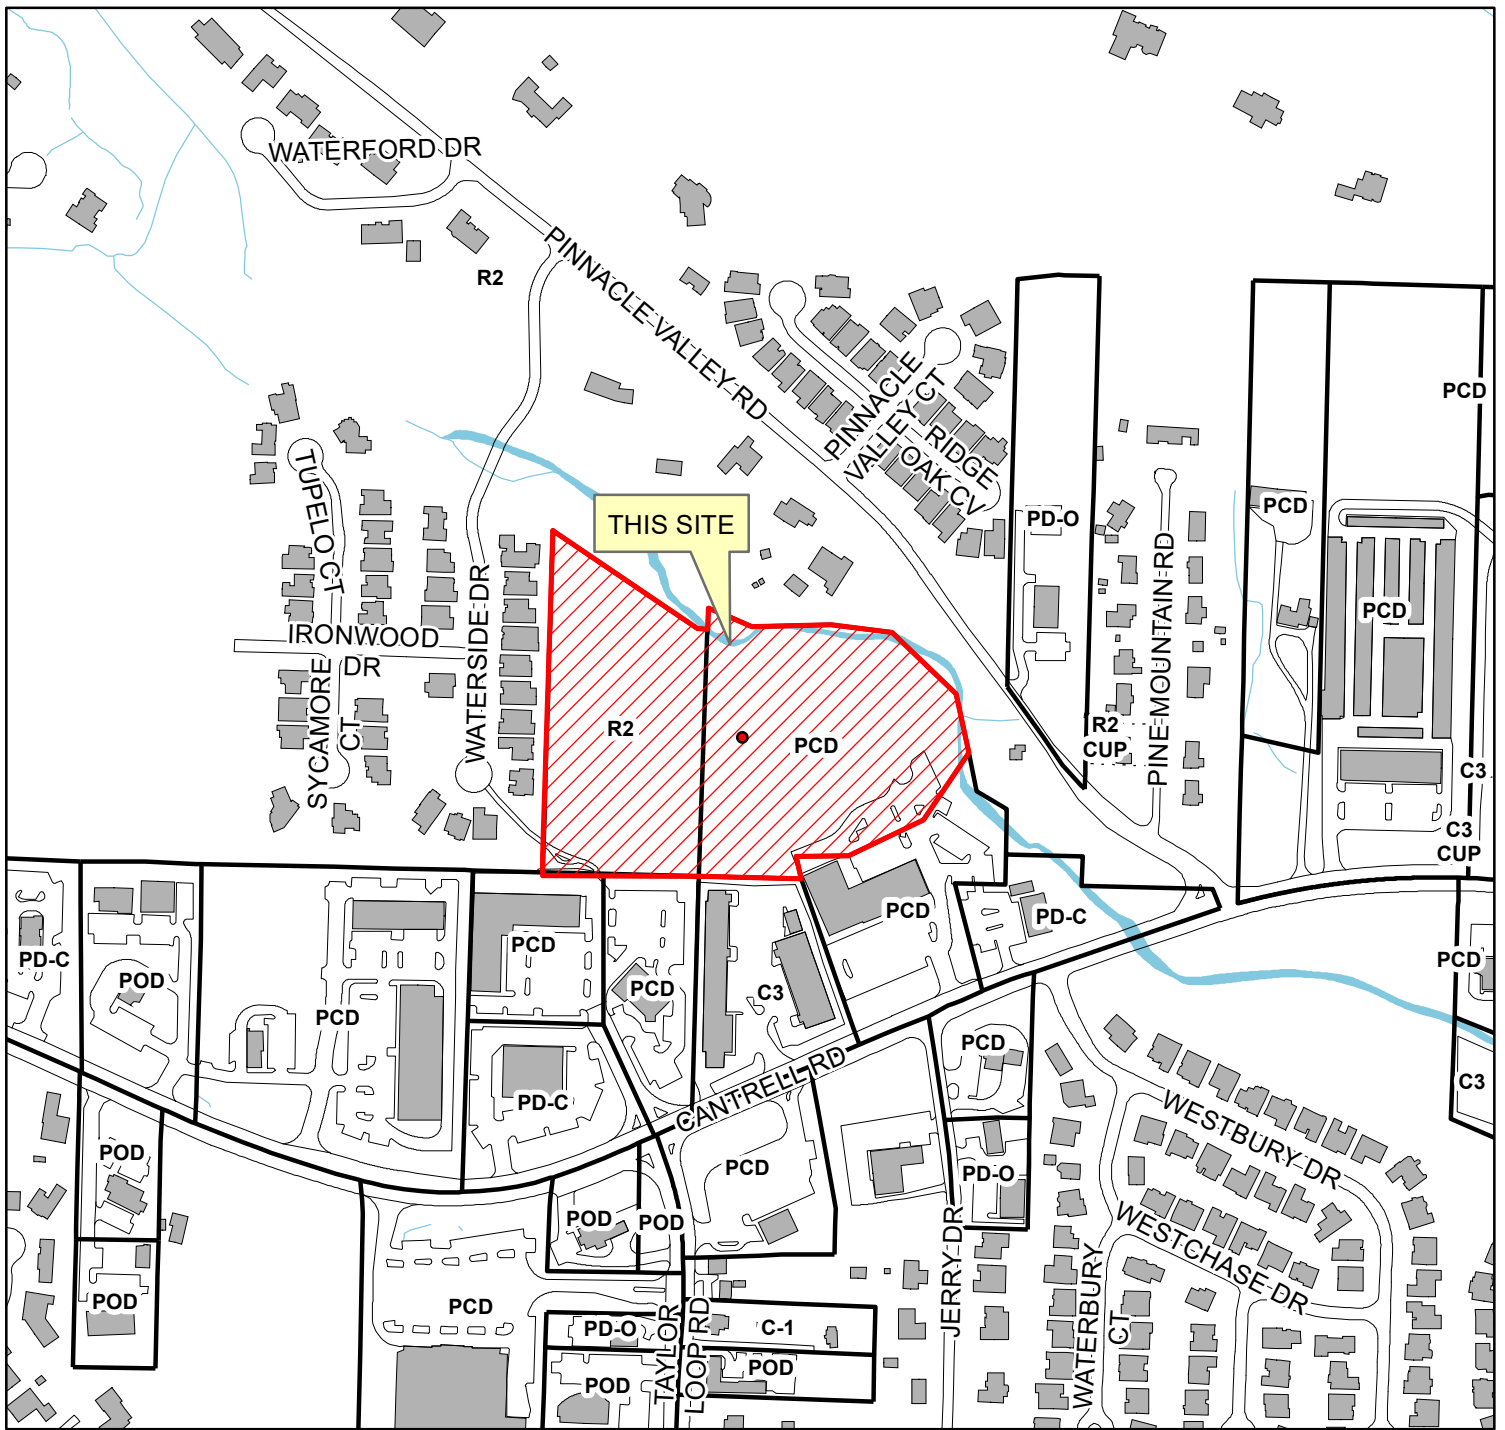 WATERFORD DR
R2
PINNACLE VALLEY RD
PINNACLE
VALLEY CT
RIDGE
OAK CV
PCD
TUPELO CT
THIS SITE
PD-O
PCD
PINE MOUNTAIN RD
PCD
IRONWOOD
DR
WATERSIDE DR
SYCAMORE
CT
R2
PCD
R2
CUP
C3
C3
CUP
PD-C
POD
PCD
PCD
PCD
C3
PCD
PD-C
PCD
PCD
PD-C
CANTRELL RD
PCD
C3
POD
PCD
PD-O
WESTBURY DR
POD
POD
WESTCHASE DR
JERRY DR
WATERBURY
CT
POD
PCD
PD-O
TAYLOR
LOOP RD
C-1
POD
POD